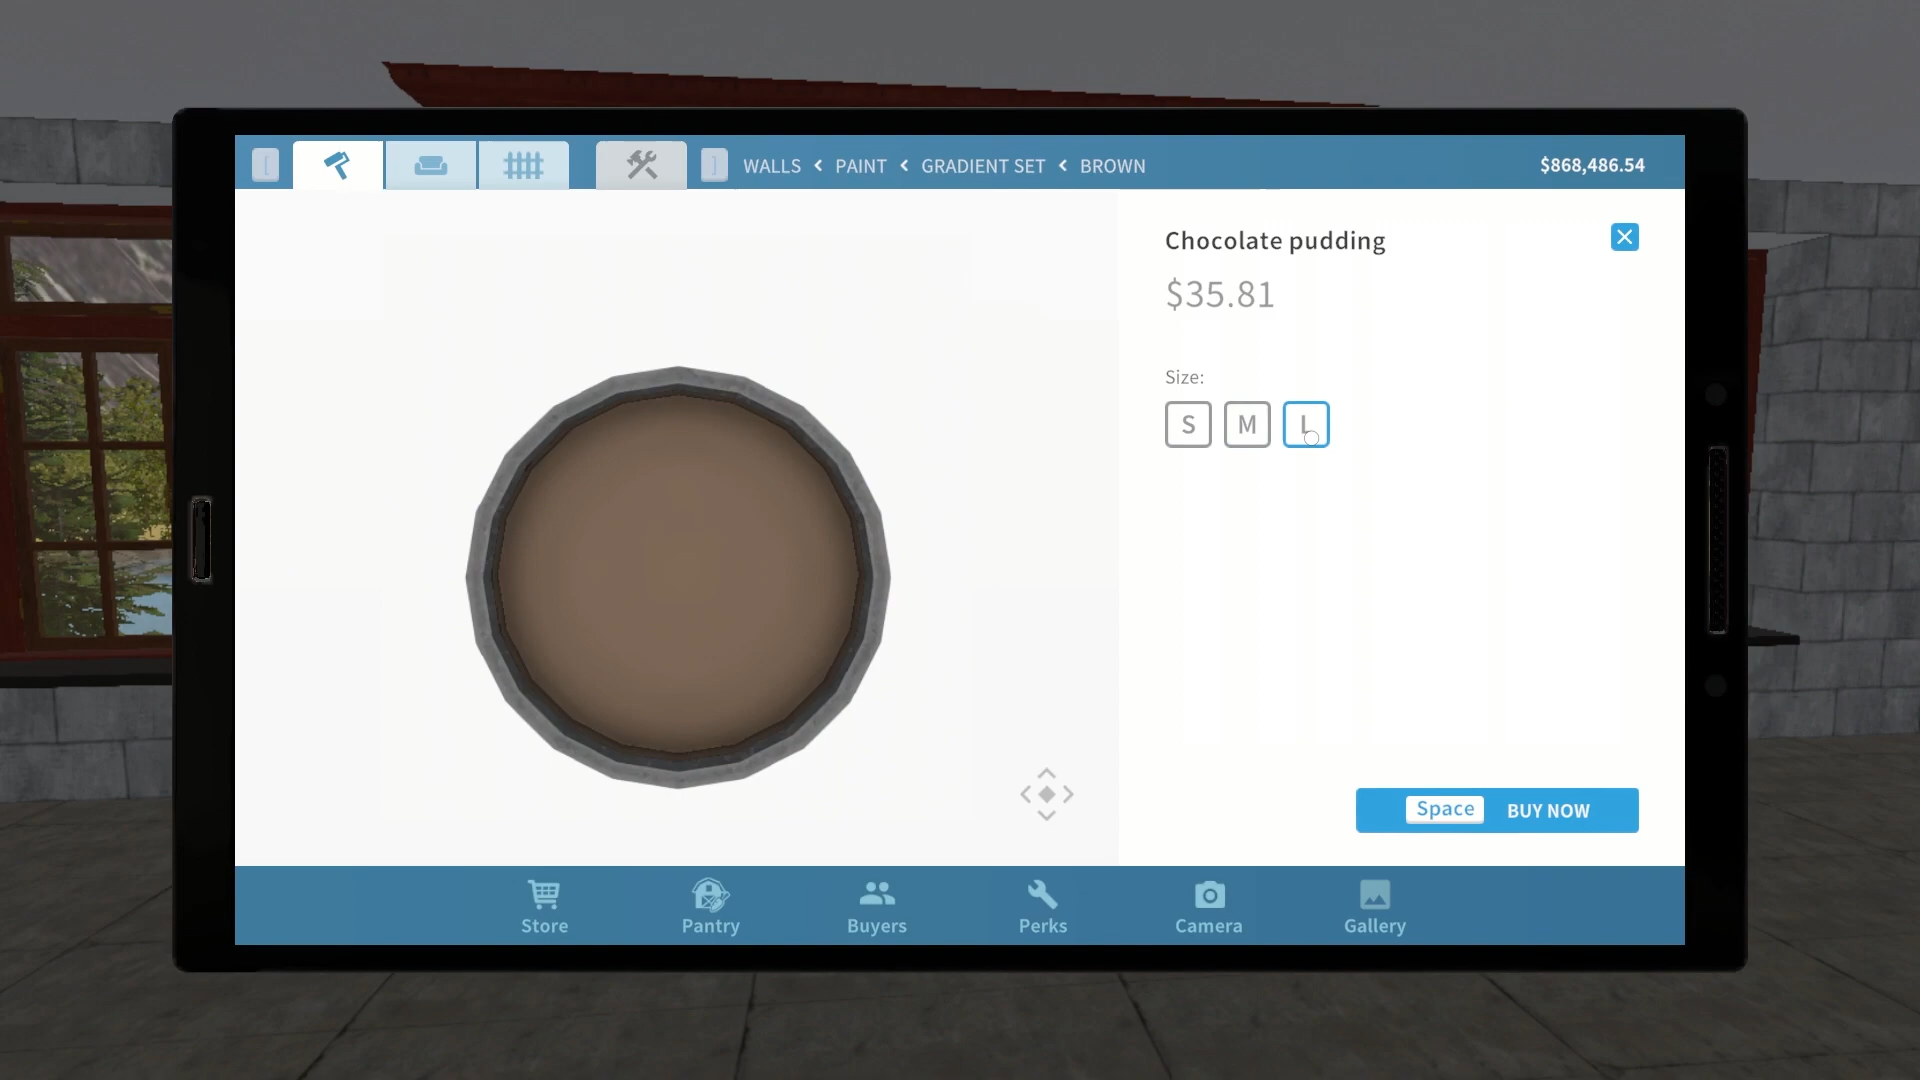 [
] WALLS < PAINT < GRADIENT SET < BROWN
$868,486.54
Chocolate pudding
$35.81
Size:
S M L
Space BUY NOW
Store Pantry Buyers Perks Camera Gallery